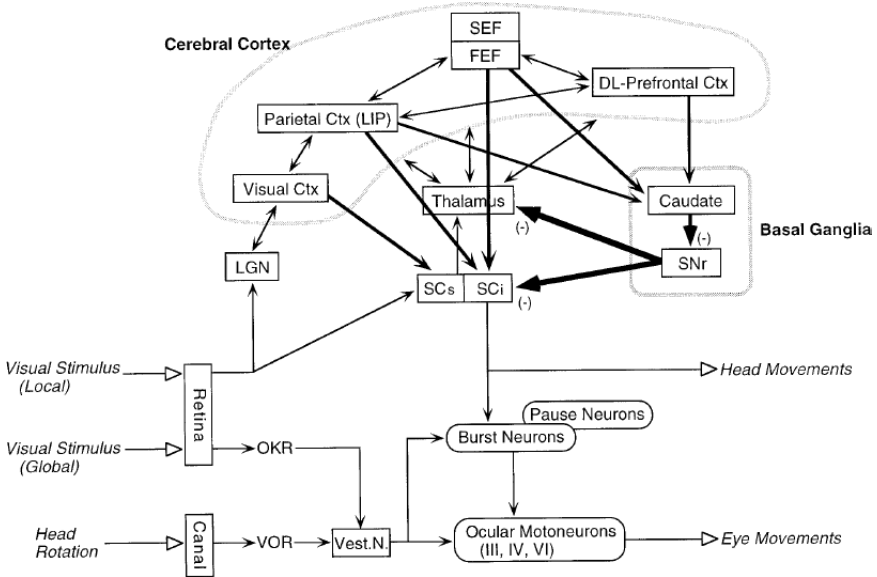 SEF
Cerebral Cortex
FEF
DL-Prefrontal Ctx
Parietal Ctx (LIP)
Visual Ctx
Thalamus
(-)
Caudate
(-)
Basal Ganglia
LGN
SNr
SCs
SCi
(-)
Visual Stimulus
(Local)
Head Movements
Retina
Pause Neurons
Burst Neurons
Visual Stimulus
(Global)
OKR
Head
Rotation
Canal
VOR
Vest.N.
Ocular Motoneurons
(III, IV, VI)
Eye Movements